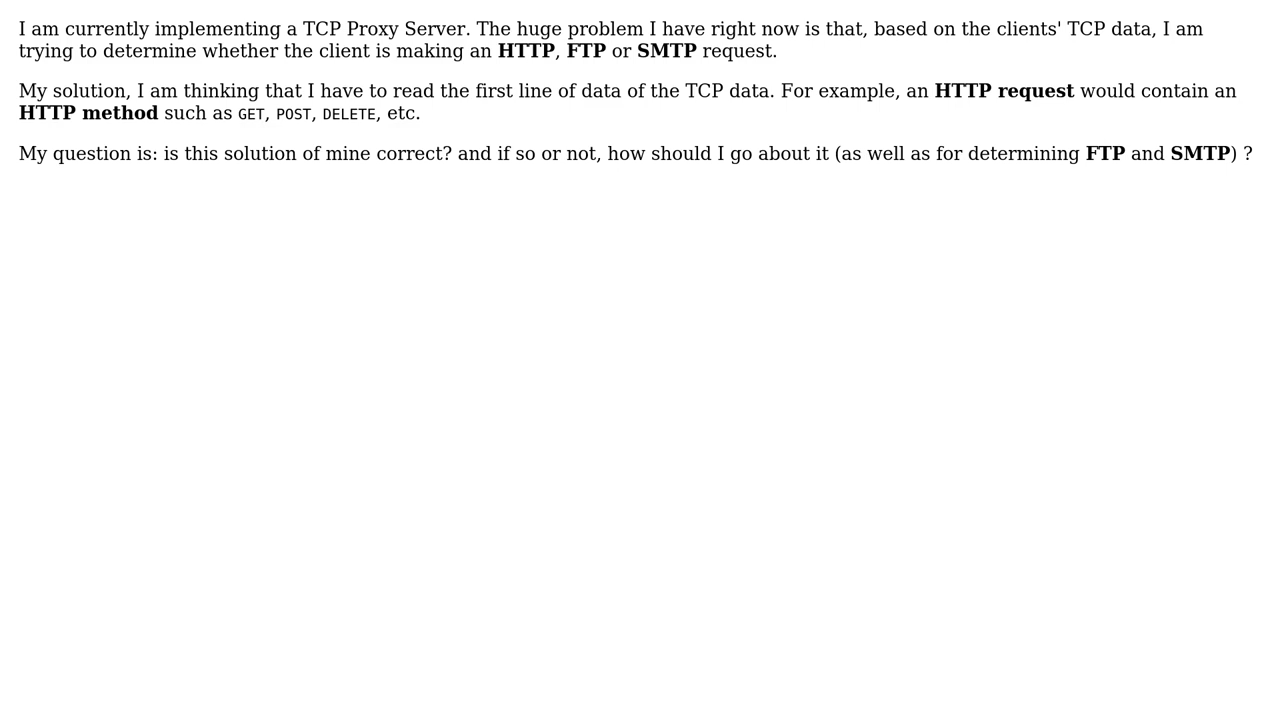 I am currently implementing a TCP Proxy Server. The huge problem I have right now is that, based on the clients' TCP data, I am
trying to determine whether the client is making an HTTP, FTP or SMTP request.
My solution, I am thinking that I have to read the first line of data of the TCP data. For example, an HTTP request would contain an
HTTP method such as GET, POST, DELETE, etc.
My question is: is this solution of mine correct? and if so or not, how should I go about it (as well as for determining FTP and SMTP) ?